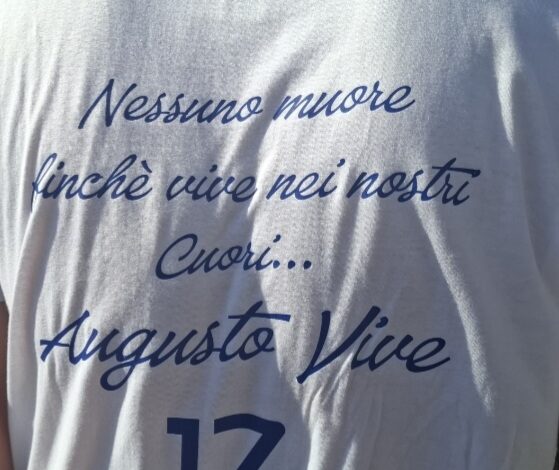 Nessuno muore
finchè vive nei nostri
Cuori...
Augusto Vive
17